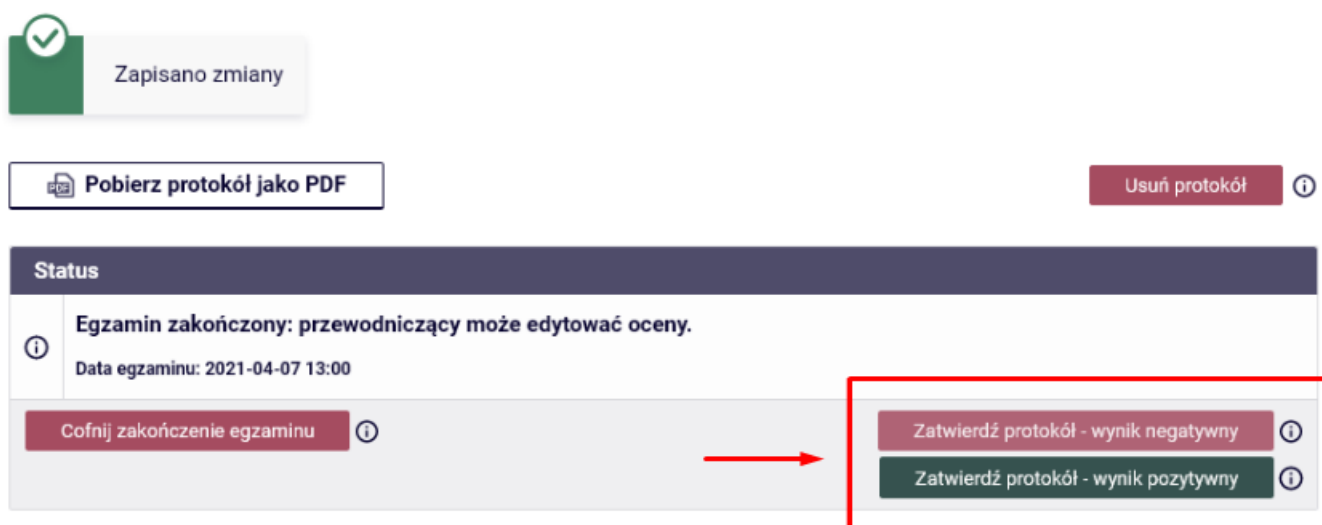 Zapisano zmiany
PDF Pobierz protokół jako PDF
Usuń protokół
Status
Egzamin zakończony: przewodniczący może edytować oceny.
Data egzaminu: 2021-04-07 13:00
Cofnij zakończenie egzaminu
Zatwierdź protokół - wynik negatywny
Zatwierdź protokół - wynik pozytywny